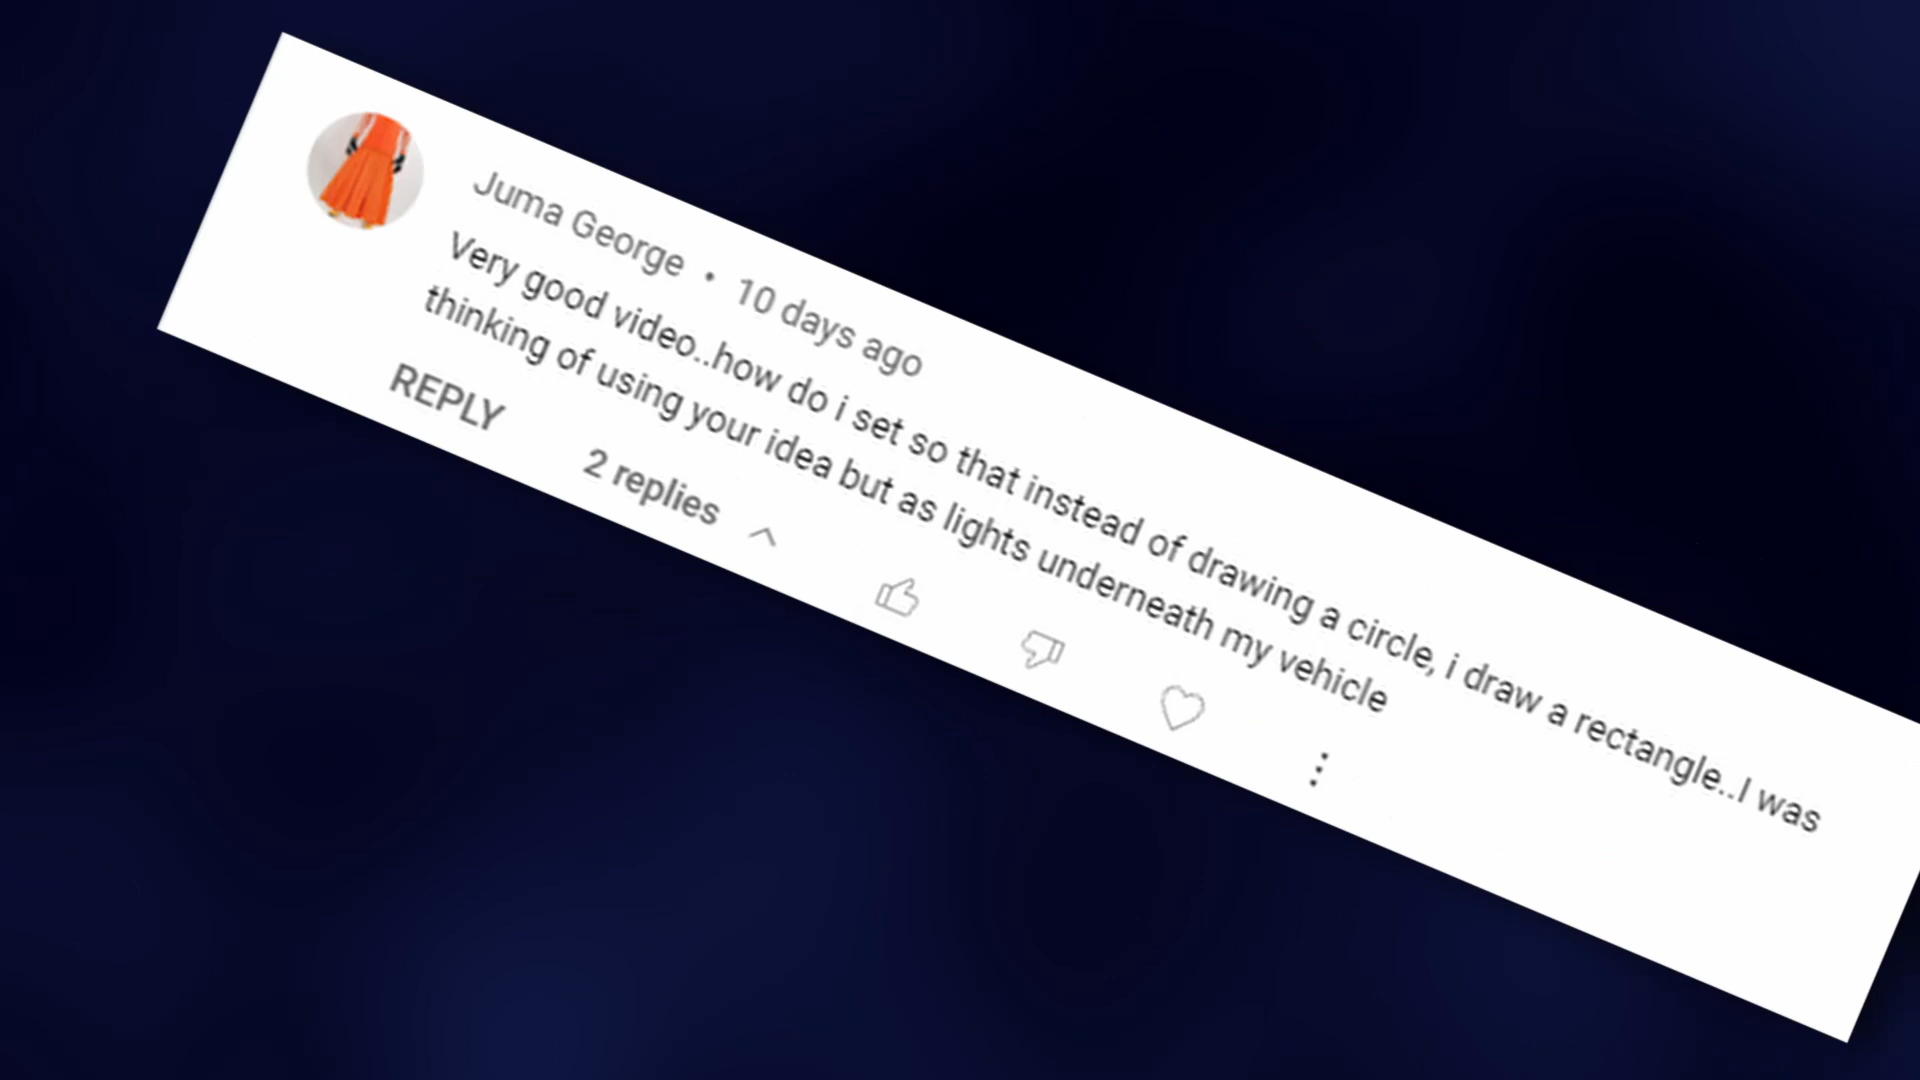 Juma George • 10 days ago
Very good video..how do i set so that instead of drawing a circle, i draw a rectangle..I was
thinking of using your idea but as lights underneath my vehicle
REPLY 2 replies